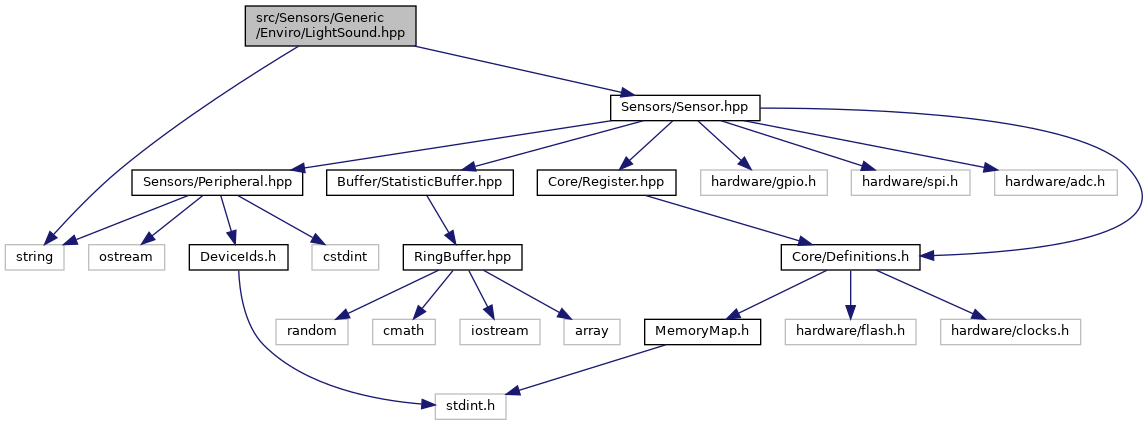 src/Sensors/Generic
/Enviro/LightSound.hpp
Sensors/Sensor.hpp
Sensors/Peripheral.hpp
Buffer/StatisticBuffer.hpp
Core/Register.hpp
hardware/gpio.h
hardware/spi.h
hardware/adc.h
string
ostream
DeviceIds.h
cstdint
RingBuffer.hpp
Core/Definitions.h
random
cmath
iostream
array
MemoryMap.h
hardware/flash.h
hardware/clocks.h
stdint.h